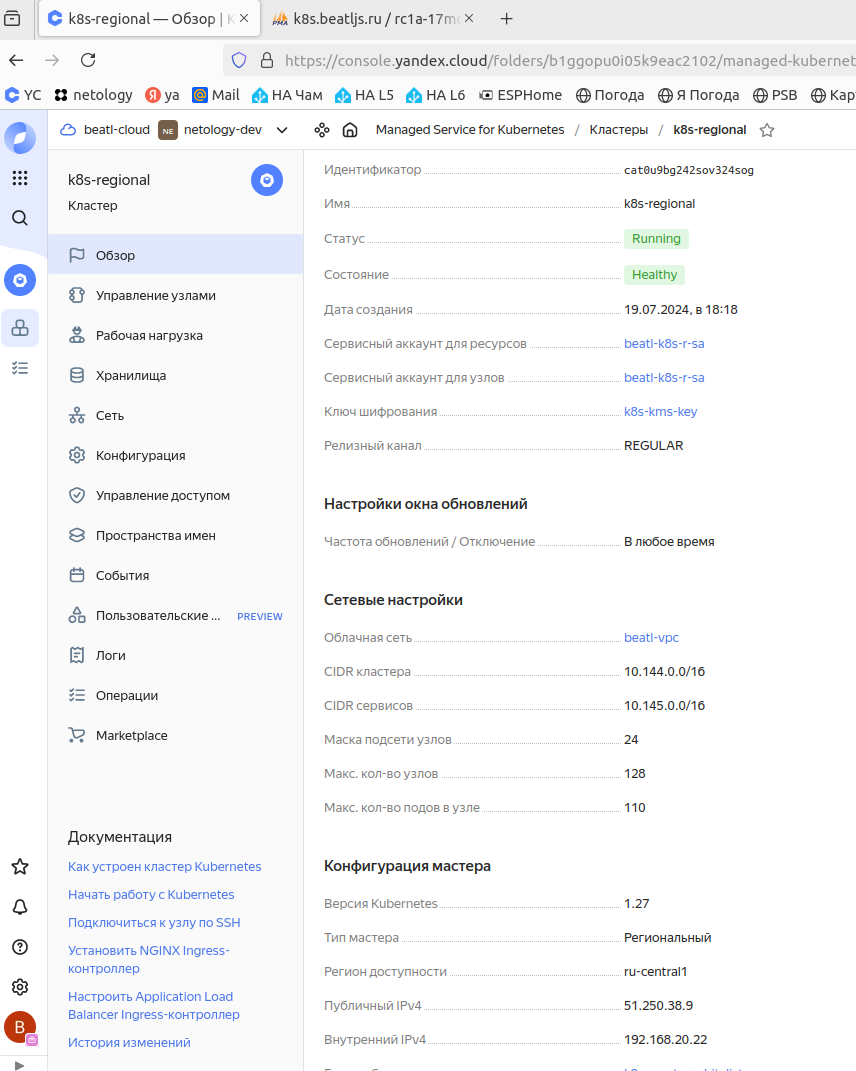 k8s-regional — Обзор | K
k8s.beatljs.ru / rc1a-17m
https://console.yandex.cloud/folders/b1ggopu0i05k9eac2102/managed-kubernet
YC
netology
ya
Mail
HA Чам
HA L5
HA L6
ESPHome
Погода
Я Погода
PSB
Кар
beatl-cloud
NE
netology-dev
Managed Service for Kubernetes / Кластеры / k8s-regional
k8s-regional
Кластер
Обзор
Управление узлами
Рабочая нагрузка
Хранилища
Сеть
Конфигурация
Управление доступом
Пространства имен
События
Пользовательские ... PREVIEW
Логи
Операции
Marketplace
Документация
Как устроен кластер Kubernetes
Начать работу с Kubernetes
Подключиться к узлу по SSH
Установить NGINX Ingress-
контроллер
Настроить Application Load
Balancer Ingress-контроллер
История изменений
B
Идентификатор cat0u9bg242sov324sog
Имя k8s-regional
Статус Running
Состояние Healthy
Дата создания 19.07.2024, в 18:18
Сервисный аккаунт для ресурсов beatl-k8s-r-sa
Сервисный аккаунт для узлов beatl-k8s-r-sa
Ключ шифрования k8s-kms-key
Релизный канал REGULAR
Настройки окна обновлений
Частота обновлений / Отключение В любое время
Сетевые настройки
Облачная сеть beatl-vpc
CIDR кластера 10.144.0.0/16
CIDR сервисов 10.145.0.0/16
Маска подсети узлов 24
Макс. кол-во узлов 128
Макс. кол-во подов в узле 110
Конфигурация мастера
Версия Kubernetes 1.27
Тип мастера Региональный
Регион доступности ru-central1
Публичный IPv4 51.250.38.9
Внутренний IPv4 192.168.20.22